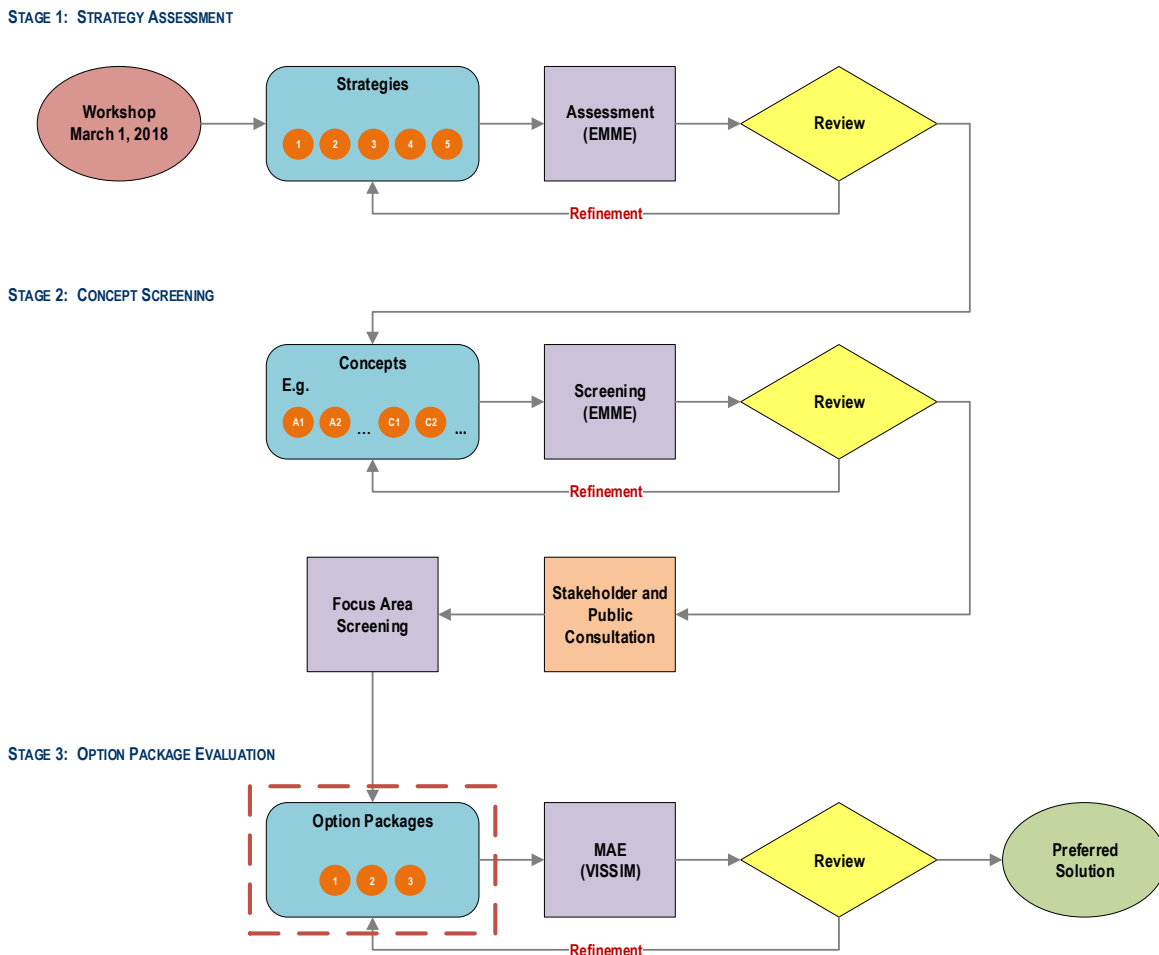 STAGE 1: STRATEGY ASSESSMENT
Workshop
March 1, 2018
Strategies
1 2 3 4 5
Assessment
(EMME)
Review
Refinement
STAGE 2: CONCEPT SCREENING
Concepts
E.g.
A1 A2 ... C1 C2 ...
Screening
(EMME)
Review
Refinement
Focus Area
Screening
Stakeholder and
Public
Consultation
STAGE 3: OPTION PACKAGE EVALUATION
Option Packages
1 2 3
MAE
(VISSIM)
Review
Preferred
Solution
Refinement